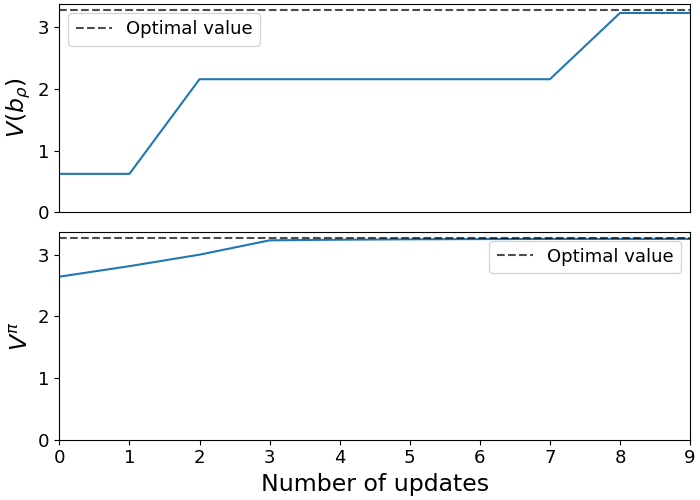 Optimal value
V(bρ)
3
2
1
0
Optimal value
Vπ
3
2
1
0
0 1 2 3 4 5 6 7 8 9
Number of updates